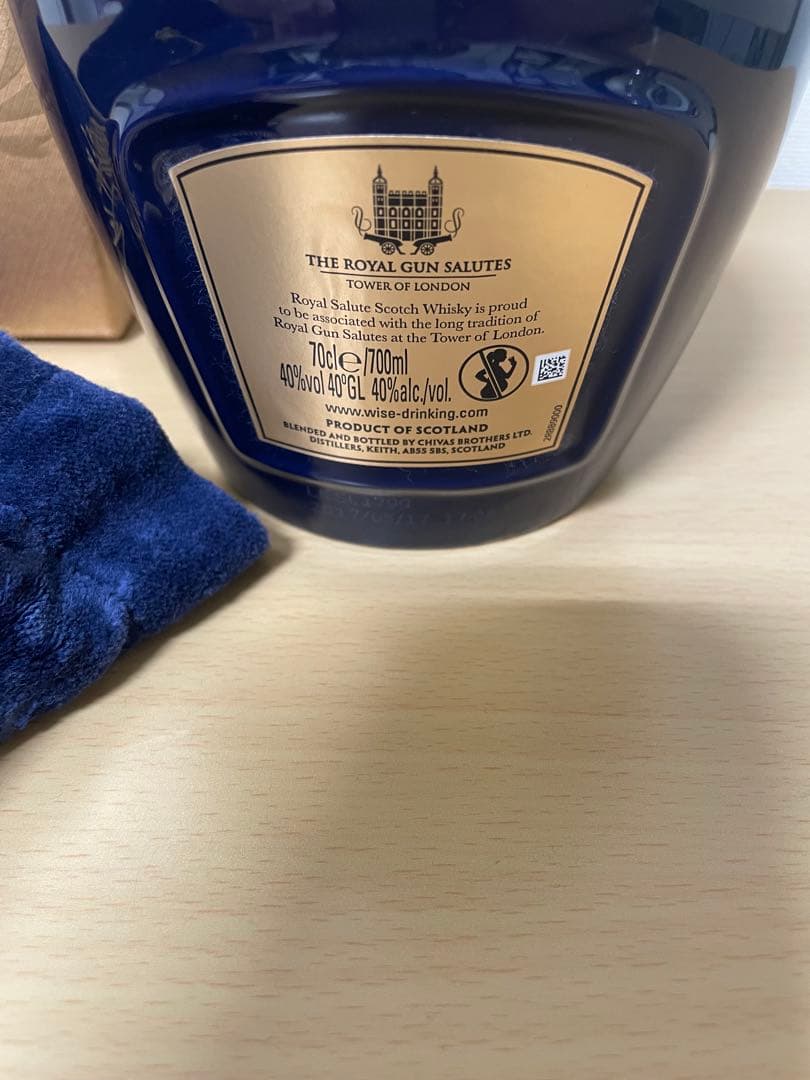 THE ROYAL GUN SALUTES
TOWER OF LONDON
Royal Salute Scotch Whisky is proud
to be associated with the long tradition of
Royal Gun Salutes at the Tower of London.
70cl℮/700ml
40%vol 40°GL 40%alc./vol.
www.wise-drinking.com
PRODUCT OF SCOTLAND
BLENDED AND BOTTLED BY CHIVAS BROTHERS LTD.
DISTILLERS, KEITH, AB55 5BS, SCOTLAND